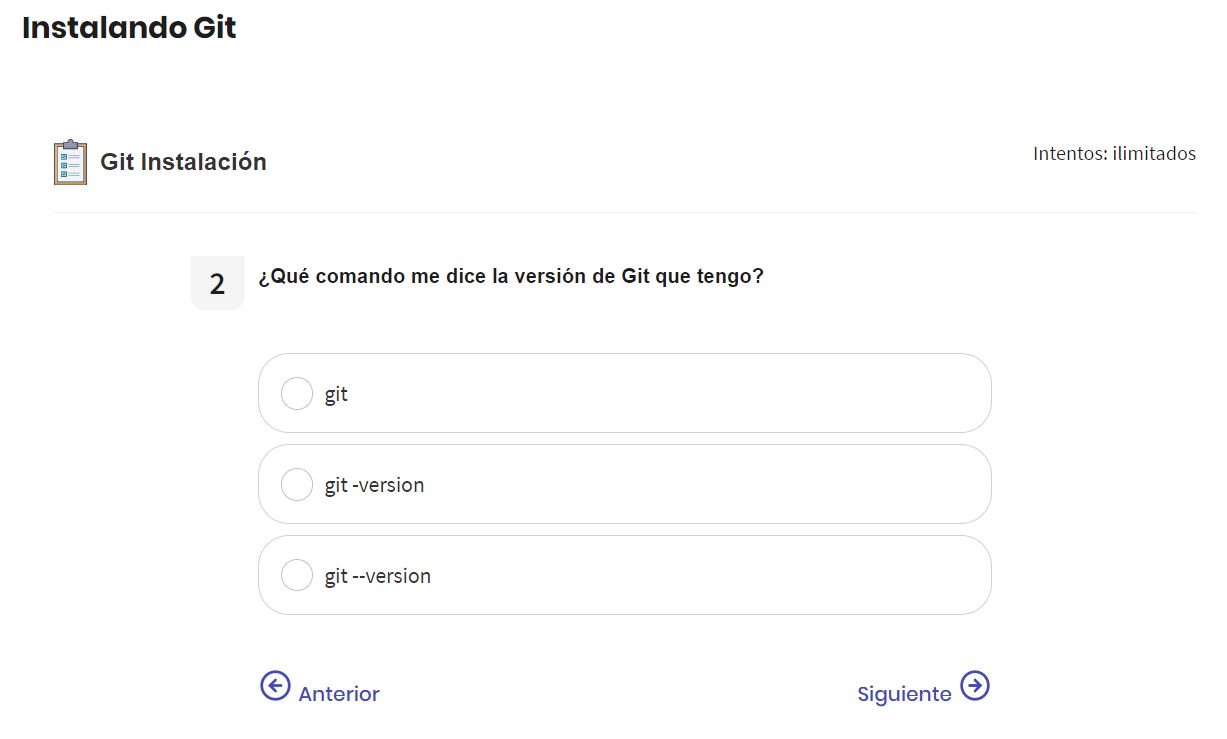 Instalando Git
Git Instalación
Intentos: ilimitados
2
¿Qué comando me dice la versión de Git que tengo?
git
git -version
git --version
Anterior
Siguiente